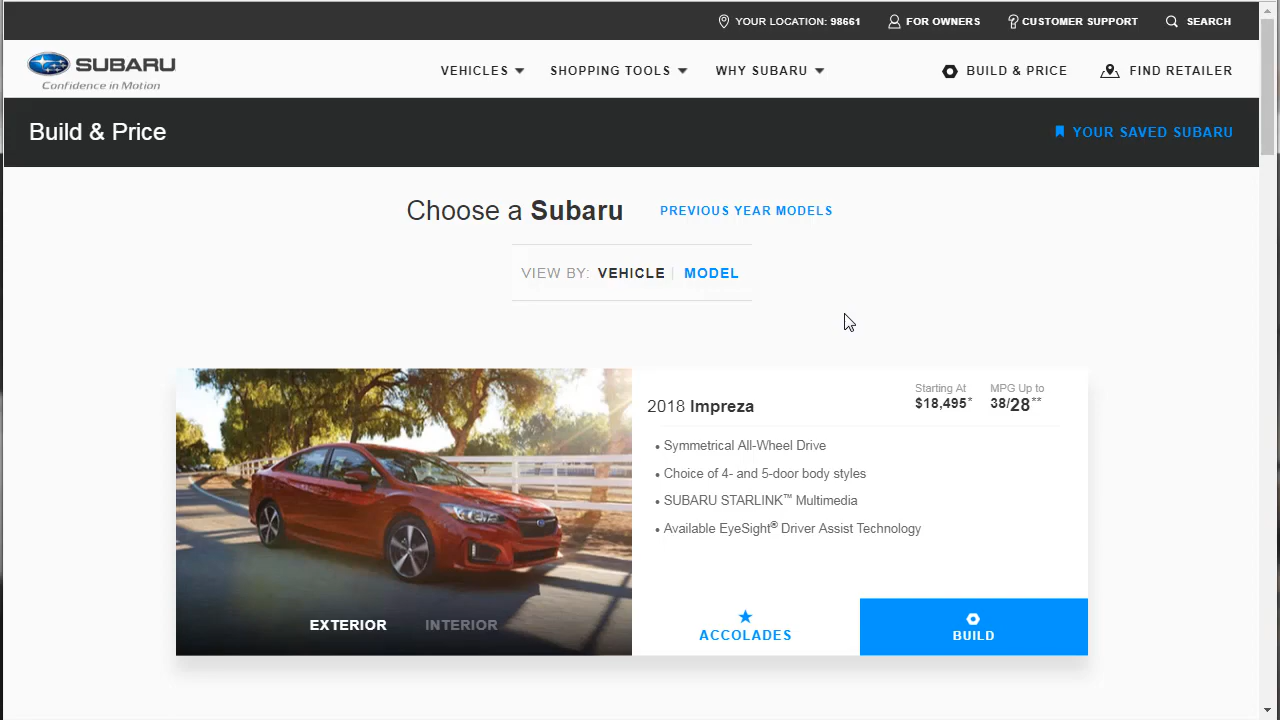 YOUR LOCATION: 98661
FOR OWNERS
CUSTOMER SUPPORT
SEARCH
SUBARU
Confidence in Motion
VEHICLES
SHOPPING TOOLS
WHY SUBARU
BUILD & PRICE
FIND RETAILER
Build & Price
YOUR SAVED SUBARU
Choose a Subaru
PREVIOUS YEAR MODELS
VIEW BY: VEHICLE | MODEL
2018 Impreza
Starting At
$18,495*
MPG Up to
38/28**
• Symmetrical All-Wheel Drive
• Choice of 4- and 5-door body styles
• SUBARU STARLINK™ Multimedia
• Available EyeSight® Driver Assist Technology
EXTERIOR
INTERIOR
ACCOLADES
BUILD